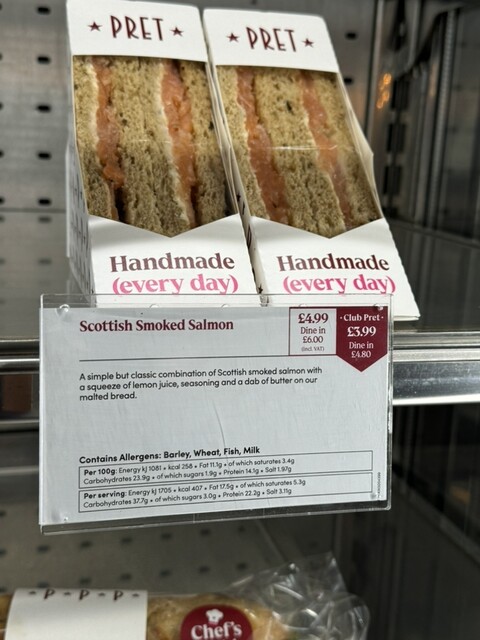 ★ PRET ★
★ PRET ★
Handmade
(every day)
Handmade
(every day)
Scottish Smoked Salmon
£4.99
Dine in
£6.00
(incl. VAT)
· Club Pret ·
£3.99
Dine in
£4.80
A simple but classic combination of Scottish smoked salmon with
a squeeze of lemon juice, seasoning and a dab of butter on our
malted bread.
Contains Allergens: Barley, Wheat, Fish, Milk
Per 100g: Energy kJ 1081 • kcal 258 • Fat 11.1g • of which saturates 3.4g
Carbohydrates 23.9g • of which sugars 1.9g • Protein 14.1g • Salt 1.97g
Per serving: Energy kJ 1705 • kcal 407 • Fat 17.5g • of which saturates 5.3g
Carbohydrates 37.7g • of which sugars 3.0g • Protein 22.2g • Salt 3.11g
P • P • P
Chef's